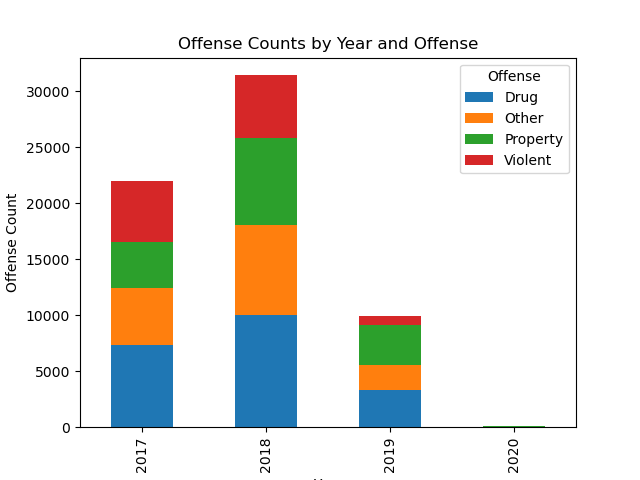 Offense Counts by Year and Offense
Offense
Drug
Other
Property
Violent
Offense Count
30000
25000
20000
15000
10000
5000
0
2017
2018
2019
2020